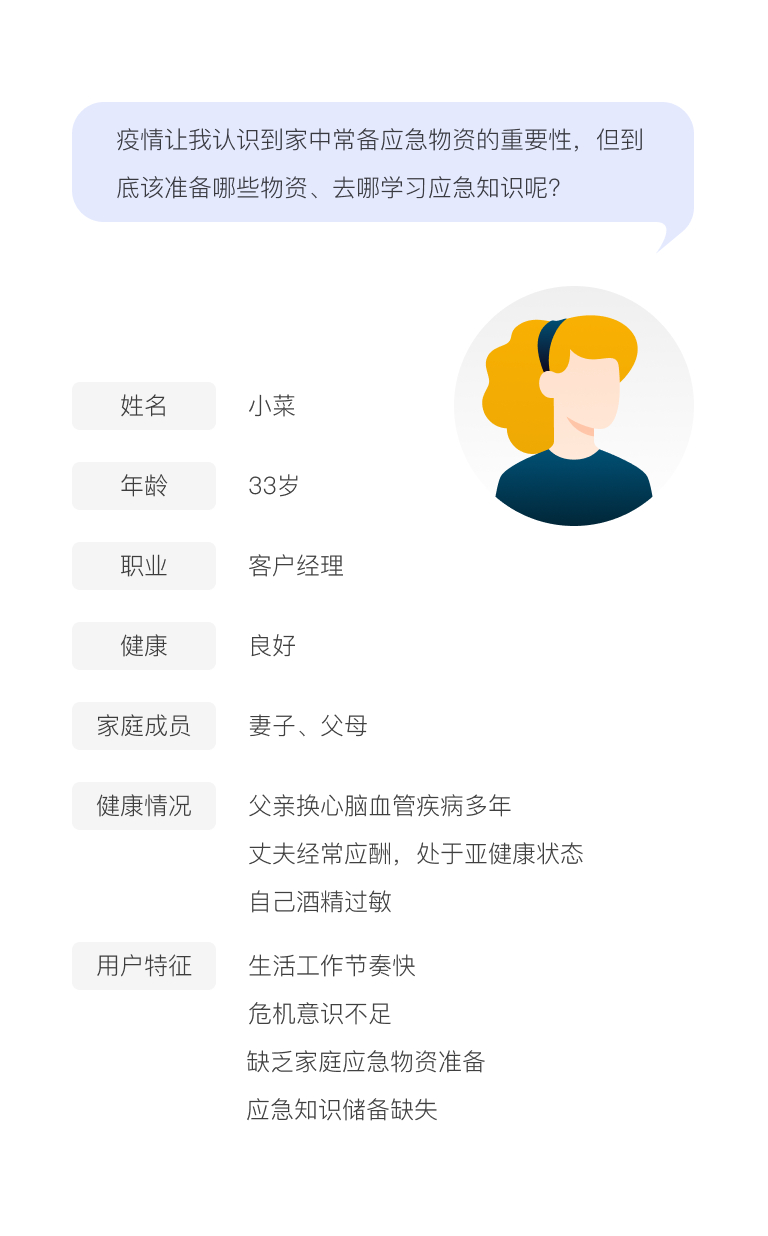 疫情让我认识到家中常备应急物资的重要性，但到
底该准备哪些物资、去哪学习应急知识呢？
姓名 小菜
年龄 33岁
职业 客户经理
健康 良好
家庭成员 妻子、父母
健康情况 父亲换心脑血管疾病多年
丈夫经常应酬，处于亚健康状态
自己酒精过敏
用户特征 生活工作节奏快
危机意识不足
缺乏家庭应急物资准备
应急知识储备缺失